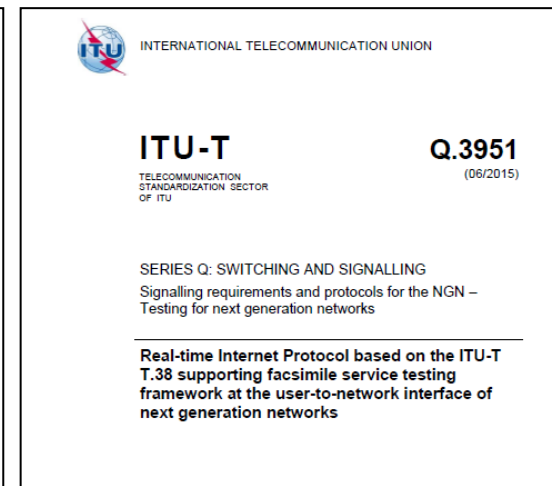 ITU
INTERNATIONAL TELECOMMUNICATION UNION
ITU-T
Q.3951
TELECOMMUNICATION
STANDARDIZATION SECTOR
OF ITU
(06/2015)
SERIES Q: SWITCHING AND SIGNALLING
Signalling requirements and protocols for the NGN –
Testing for next generation networks
Real-time Internet Protocol based on the ITU-T
T.38 supporting facsimile service testing
framework at the user-to-network interface of
next generation networks